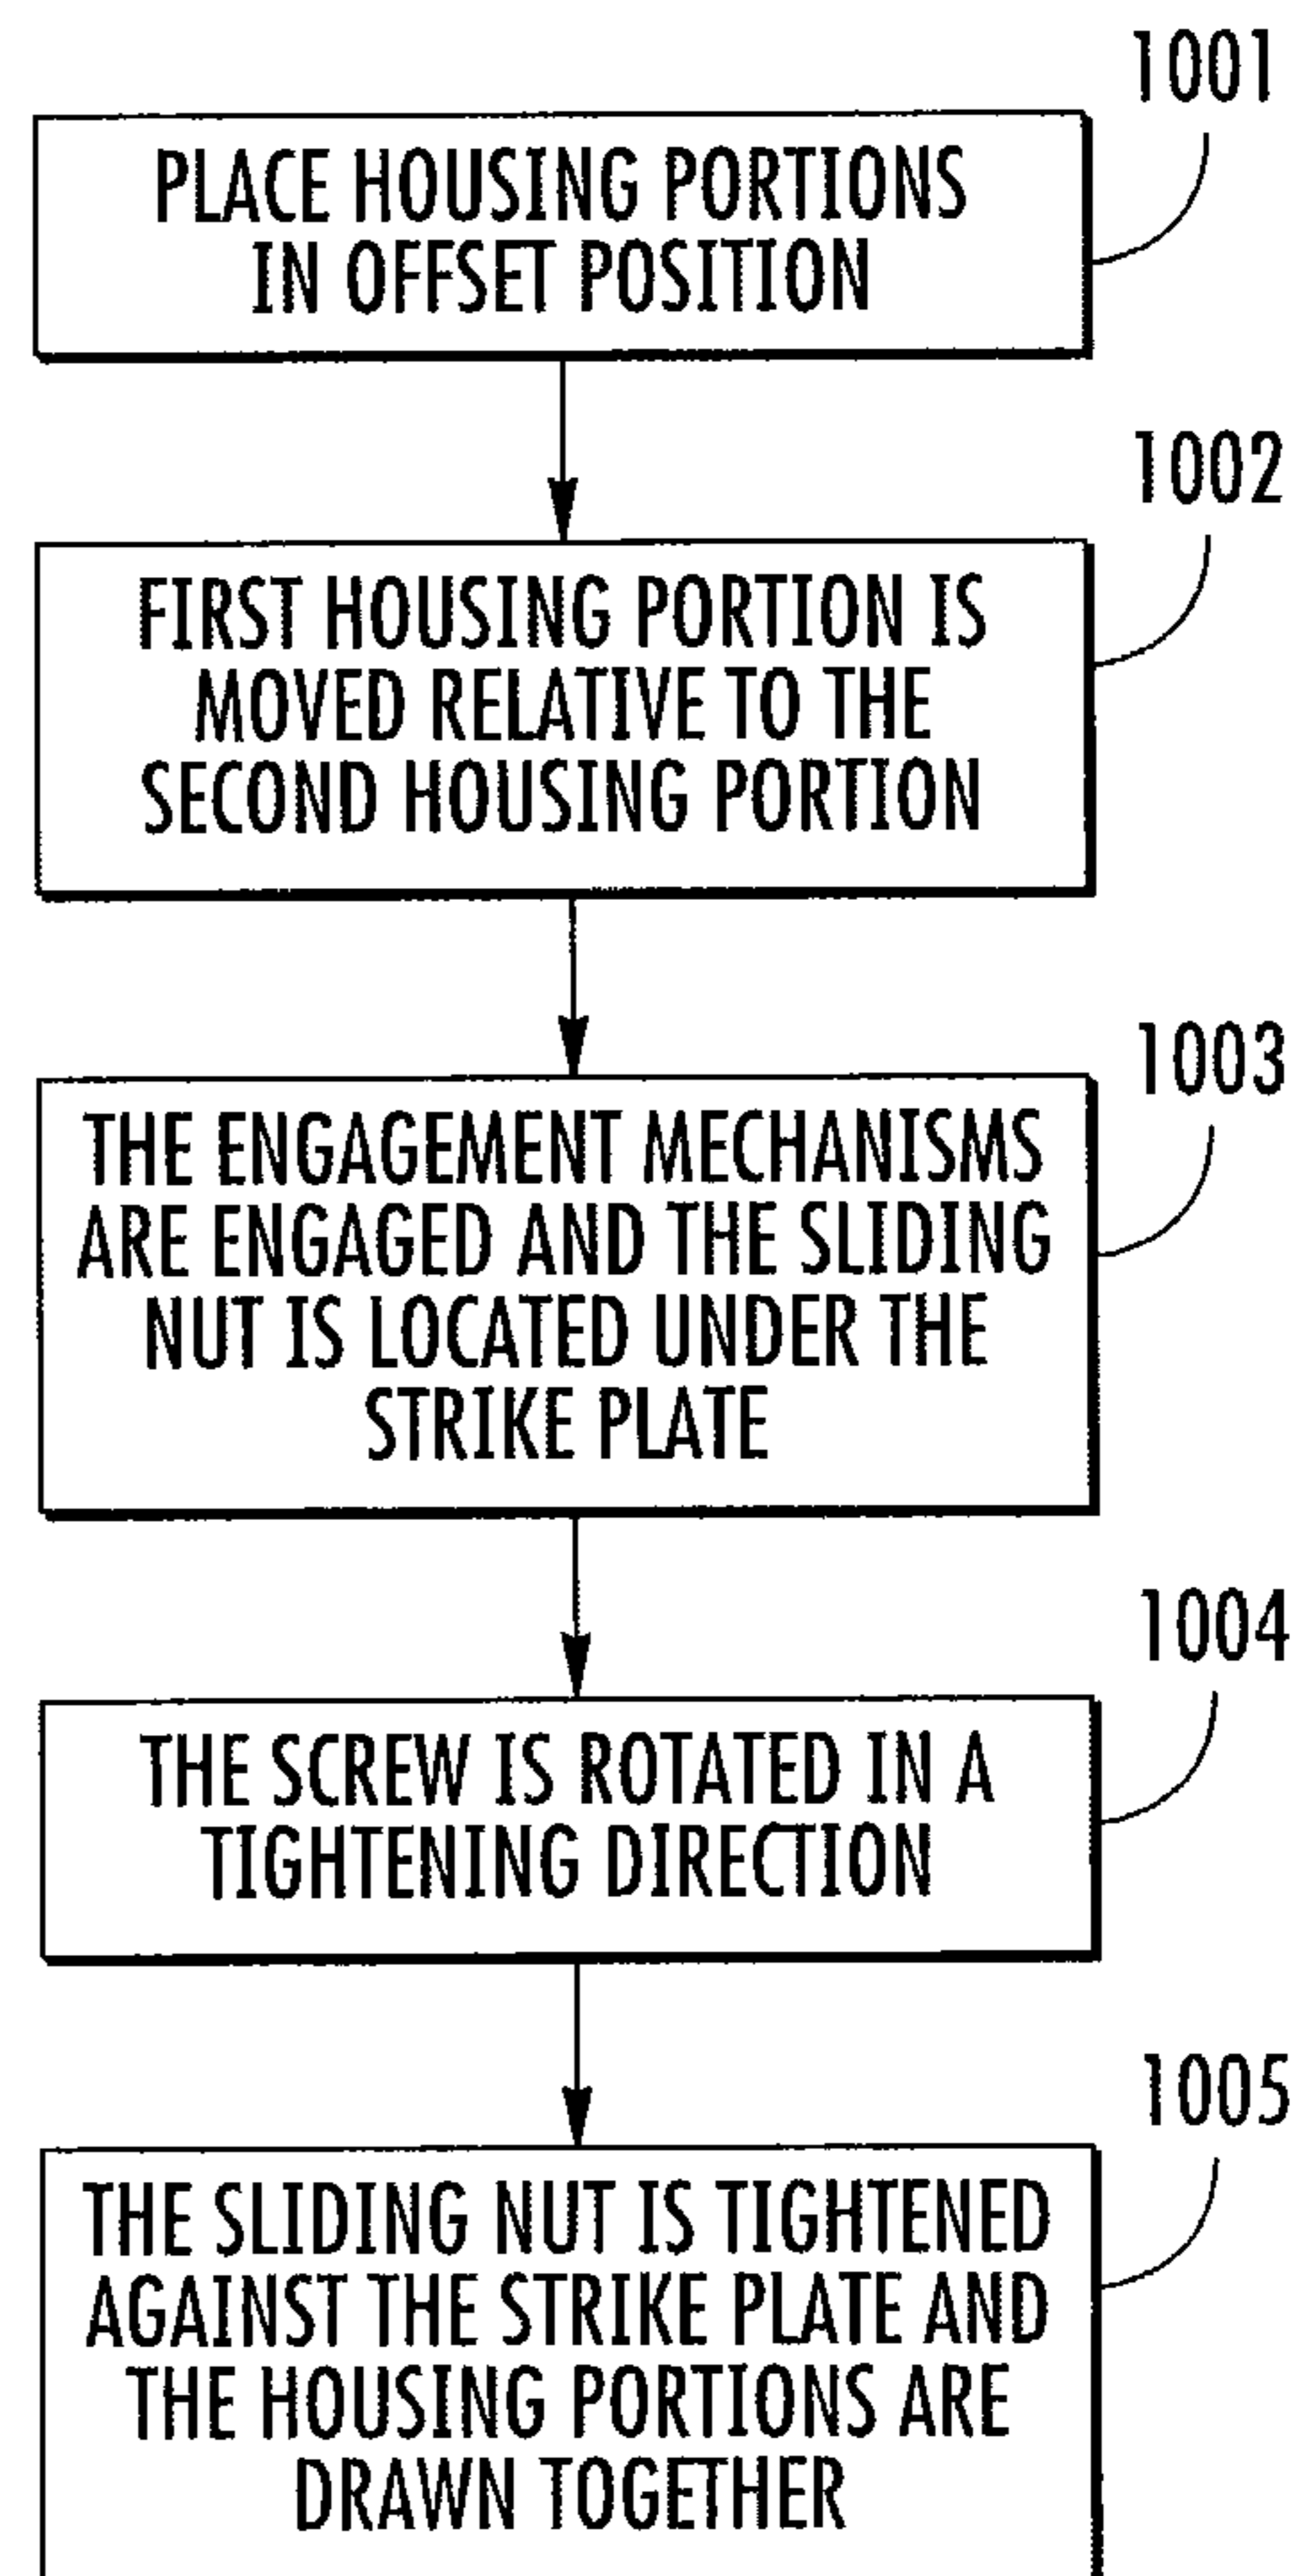 1001
PLACE HOUSING PORTIONS
IN OFFSET POSITION
1002
FIRST HOUSING PORTION IS
MOVED RELATIVE TO THE
SECOND HOUSING PORTION
1003
THE ENGAGEMENT MECHANISMS
ARE ENGAGED AND THE SLIDING
NUT IS LOCATED UNDER THE
STRIKE PLATE
1004
THE SCREW IS ROTATED IN A
TIGHTENING DIRECTION
1005
THE SLIDING NUT IS TIGHTENED
AGAINST THE STRIKE PLATE AND
THE HOUSING PORTIONS ARE
DRAWN TOGETHER